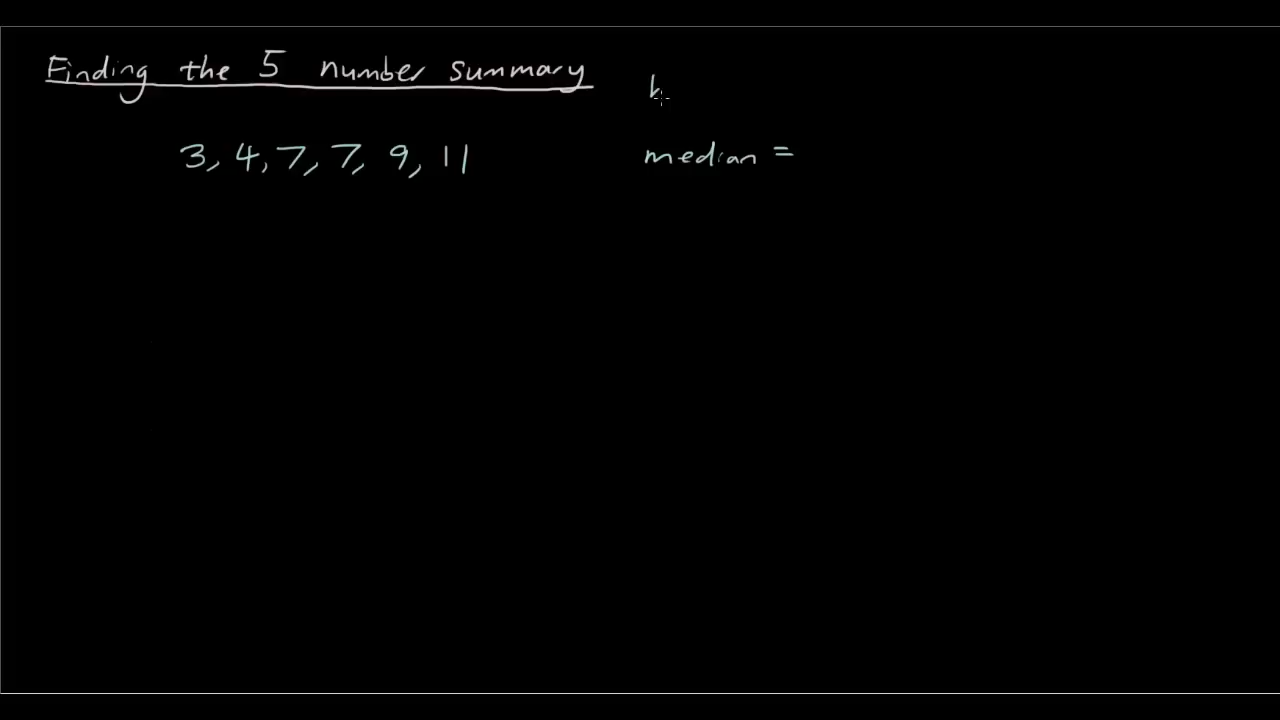 Finding the 5 number summary
3, 4, 7, 7, 9, 11
median =